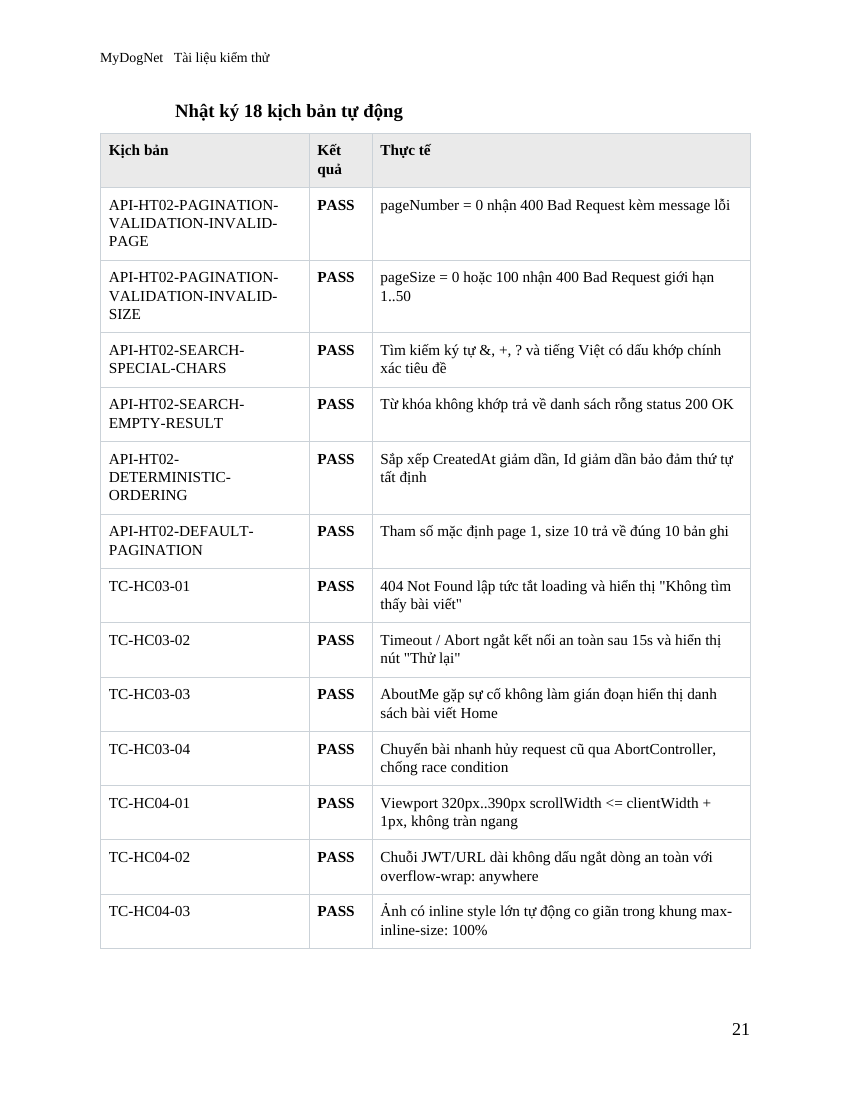 MyDogNet Tài liệu kiểm thử
Nhật ký 18 kịch bản tự động
Kịch bản
Kết
quả
Thực tế
API-HT02-PAGINATION-
VALIDATION-INVALID-
PAGE
PASS
pageNumber = 0 nhận 400 Bad Request kèm message lỗi
API-HT02-PAGINATION-
VALIDATION-INVALID-
SIZE
PASS
pageSize = 0 hoặc 100 nhận 400 Bad Request giới hạn
1..50
API-HT02-SEARCH-
SPECIAL-CHARS
PASS
Tìm kiếm ký tự &, +, ? và tiếng Việt có dấu khớp chính
xác tiêu đề
API-HT02-SEARCH-
EMPTY-RESULT
PASS
Từ khóa không khớp trả về danh sách rỗng status 200 OK
API-HT02-
DETERMINISTIC-
ORDERING
PASS
Sắp xếp CreatedAt giảm dần, Id giảm dần bảo đảm thứ tự
tất định
API-HT02-DEFAULT-
PAGINATION
PASS
Tham số mặc định page 1, size 10 trả về đúng 10 bản ghi
TC-HC03-01
PASS
404 Not Found lập tức tắt loading và hiển thị "Không tìm
thấy bài viết"
TC-HC03-02
PASS
Timeout / Abort ngắt kết nối an toàn sau 15s và hiển thị
nút "Thử lại"
TC-HC03-03
PASS
AboutMe gặp sự cố không làm gián đoạn hiển thị danh
sách bài viết Home
TC-HC03-04
PASS
Chuyển bài nhanh hủy request cũ qua AbortController,
chống race condition
TC-HC04-01
PASS
Viewport 320px..390px scrollWidth <= clientWidth +
1px, không tràn ngang
TC-HC04-02
PASS
Chuỗi JWT/URL dài không dấu ngắt dòng an toàn với
overflow-wrap: anywhere
TC-HC04-03
PASS
Ảnh có inline style lớn tự động co giãn trong khung max-
inline-size: 100%
21